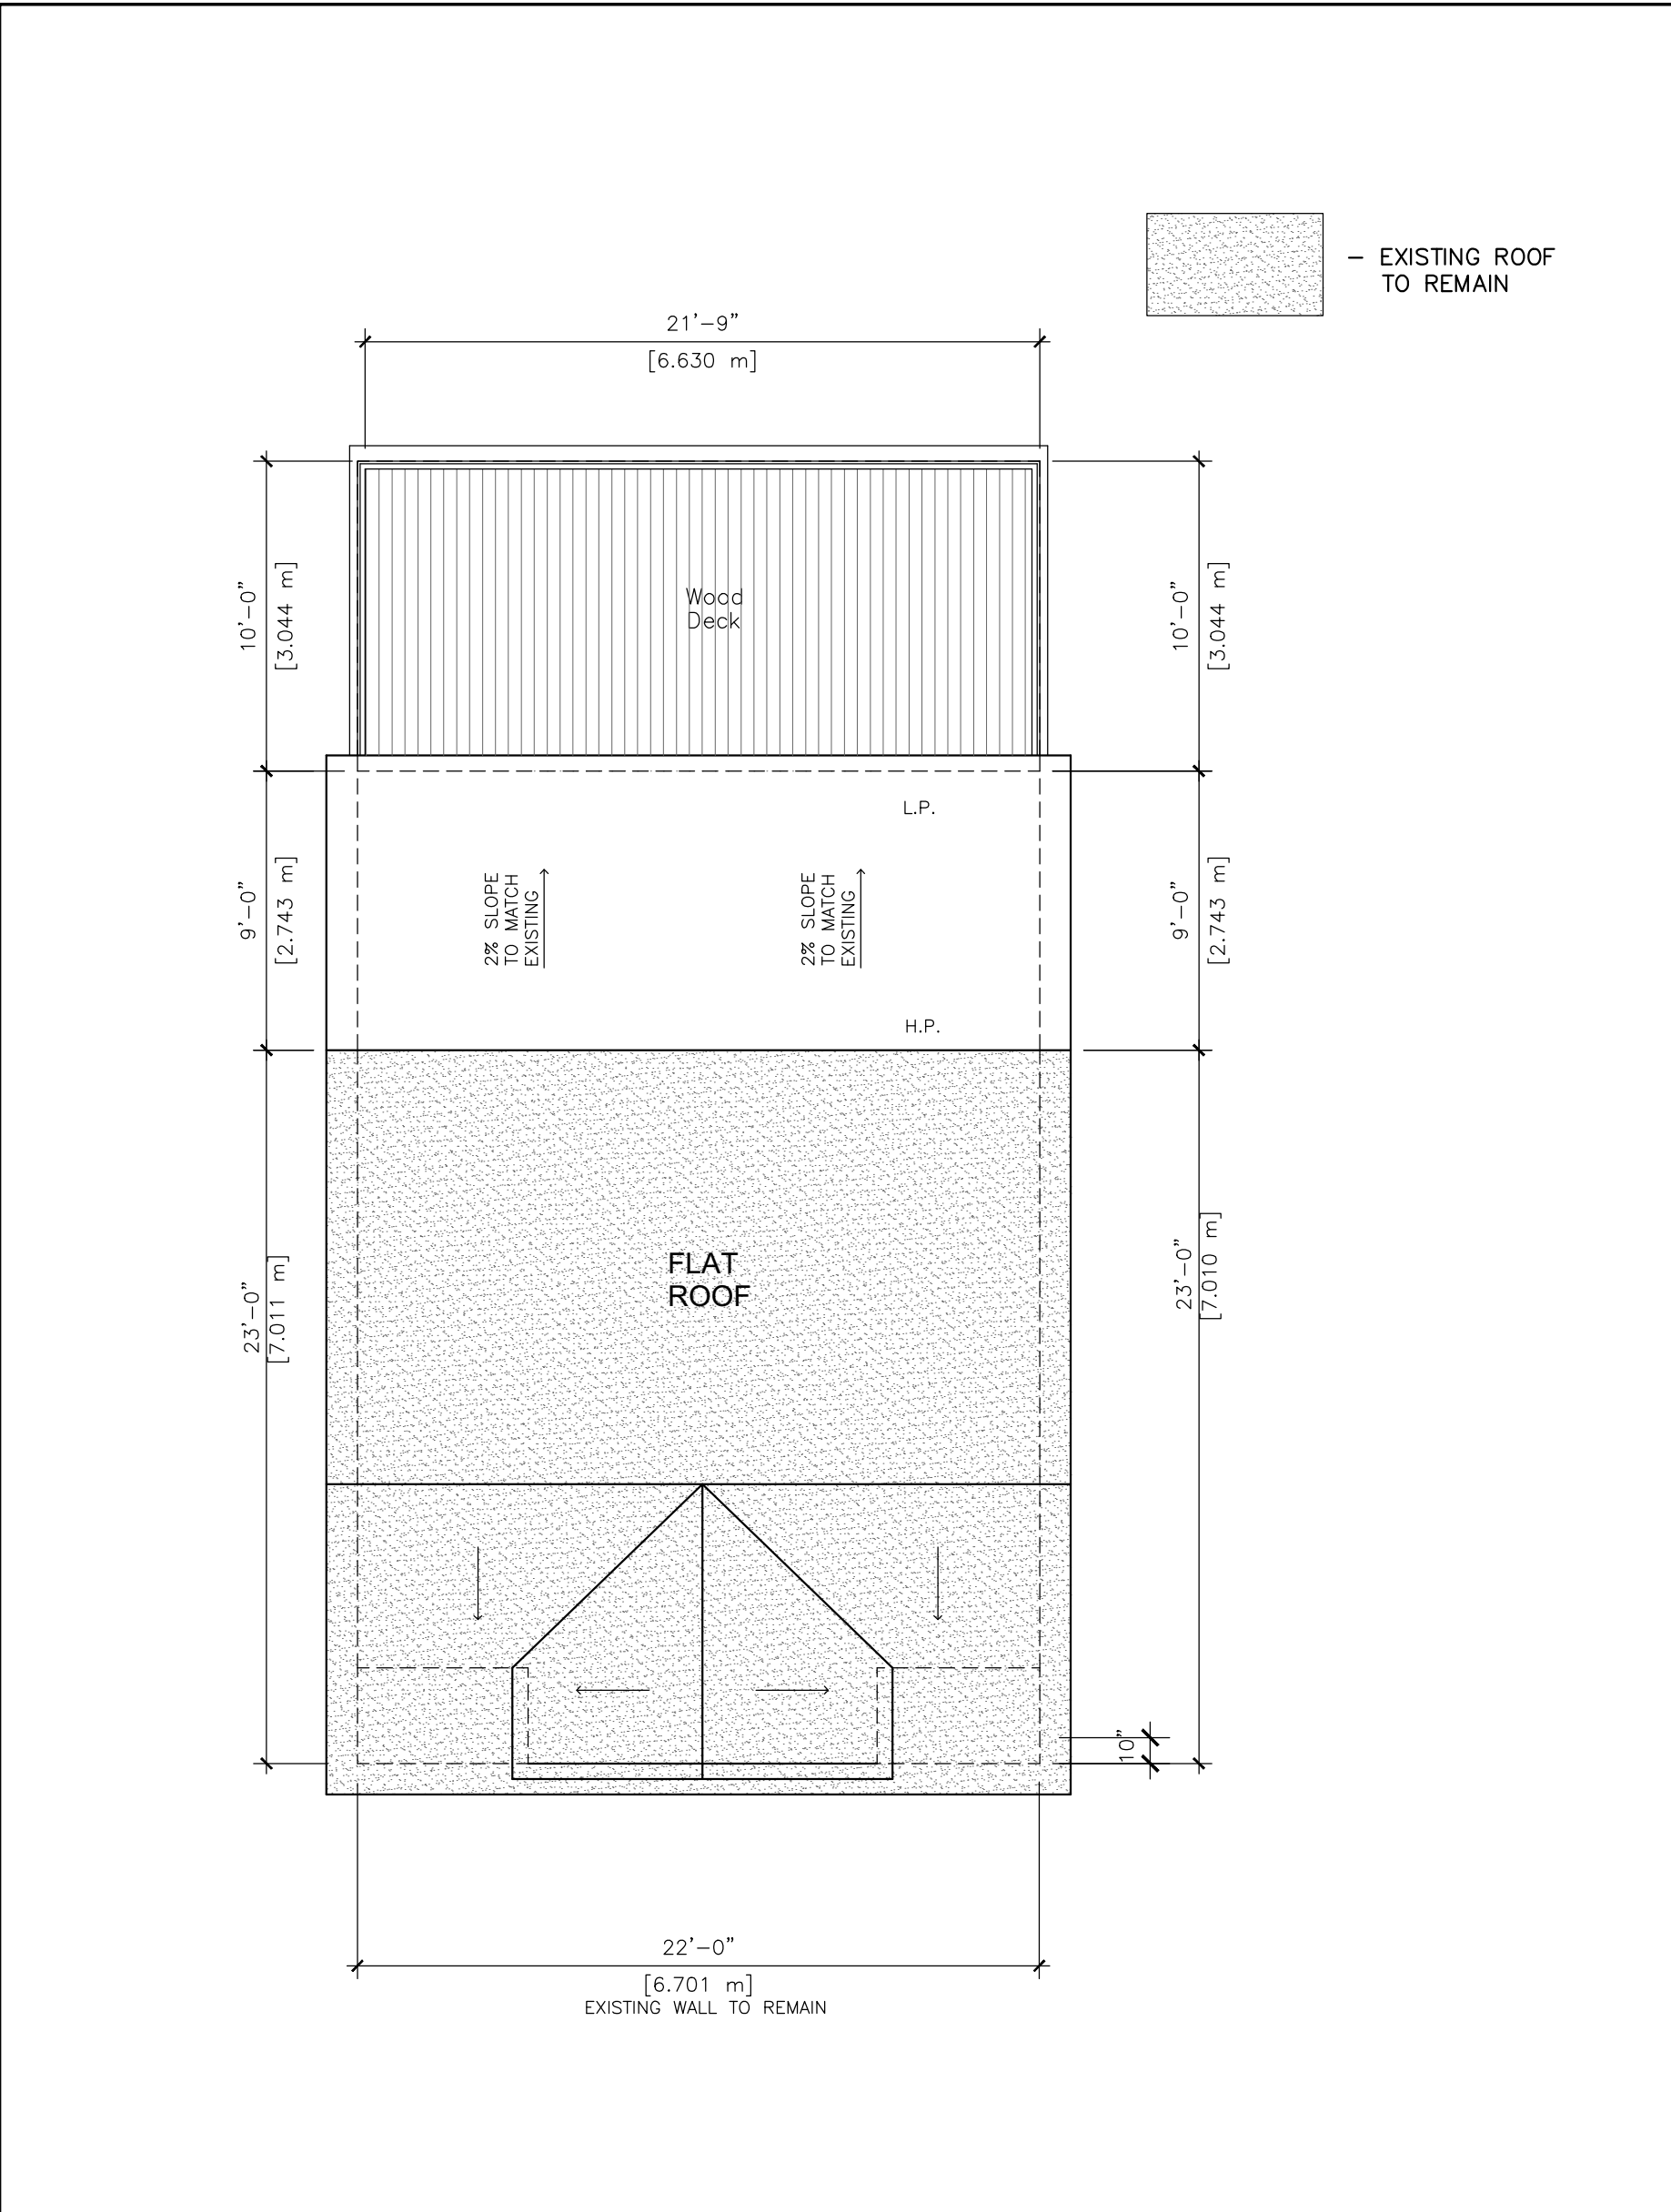 – EXISTING ROOF
TO REMAIN
21'–9"
[6.630 m]
10'–0"
[3.044 m]
Wood
Deck
10'–0"
[3.044 m]
L.P.
9'–0"
[2.743 m]
2% SLOPE
TO MATCH
EXISTING
2% SLOPE
TO MATCH
EXISTING
9'–0"
[2.743 m]
H.P.
23'–0"
[7.011 m]
FLAT
ROOF
23'–0"
[7.010 m]
10"
22'–0"
[6.701 m]
EXISTING WALL TO REMAIN